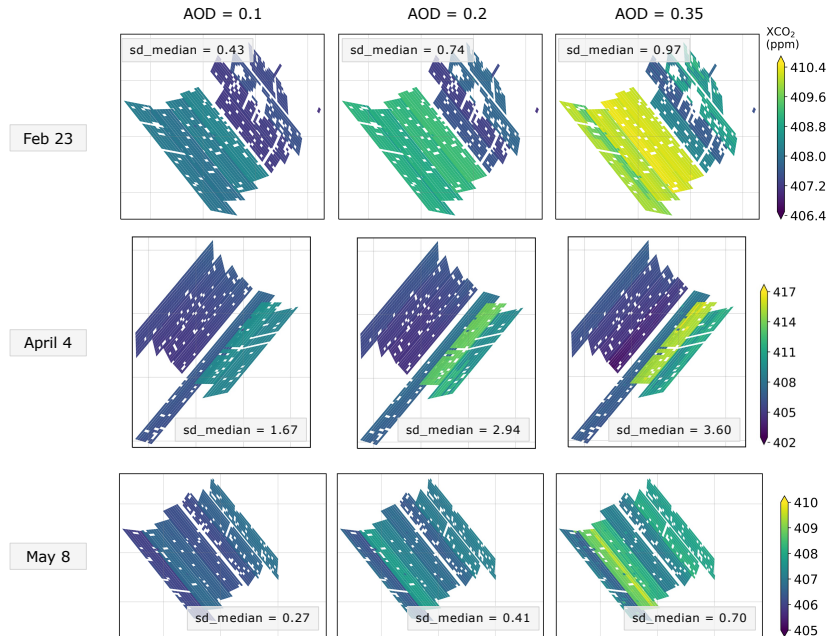 AOD = 0.1 AOD = 0.2 AOD = 0.35
XCO₂
(ppm)
sd_median = 0.43 sd_median = 0.74 sd_median = 0.97
Feb 23
410.4
409.6
408.8
408.0
407.2
406.4
April 4
417
414
411
408
405
402
sd_median = 1.67 sd_median = 2.94 sd_median = 3.60
May 8
410
409
408
407
406
405
sd_median = 0.27 sd_median = 0.41 sd_median = 0.70